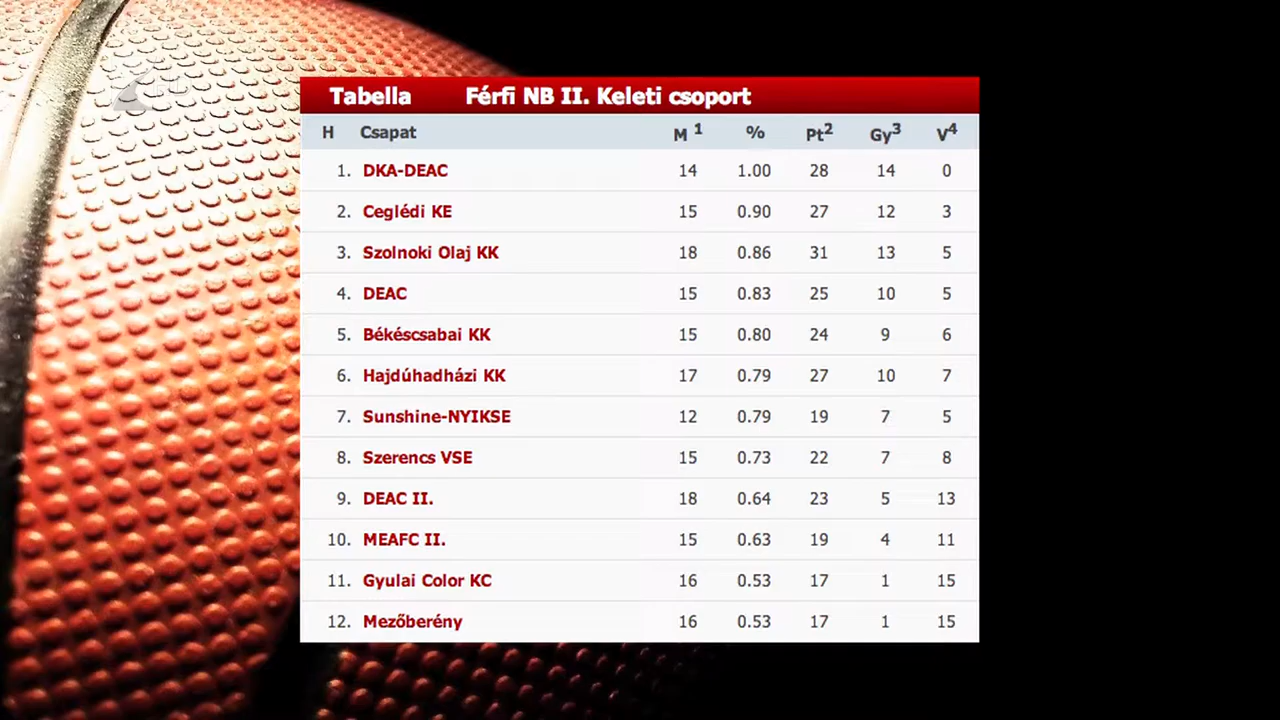 Tabella Férfi NB II. Keleti csoport
H Csapat M 1 % Pt2 Gy3 V4
1. DKA-DEAC 14 1.00 28 14 0
2. Ceglédi KE 15 0.90 27 12 3
3. Szolnoki Olaj KK 18 0.86 31 13 5
4. DEAC 15 0.83 25 10 5
5. Békéscsabai KK 15 0.80 24 9 6
6. Hajdúhadházi KK 17 0.79 27 10 7
7. Sunshine-NYIKSE 12 0.79 19 7 5
8. Szerencs VSE 15 0.73 22 7 8
9. DEAC II. 18 0.64 23 5 13
10. MEAFC II. 15 0.63 19 4 11
11. Gyulai Color KC 16 0.53 17 1 15
12. Mezőberény 16 0.53 17 1 15